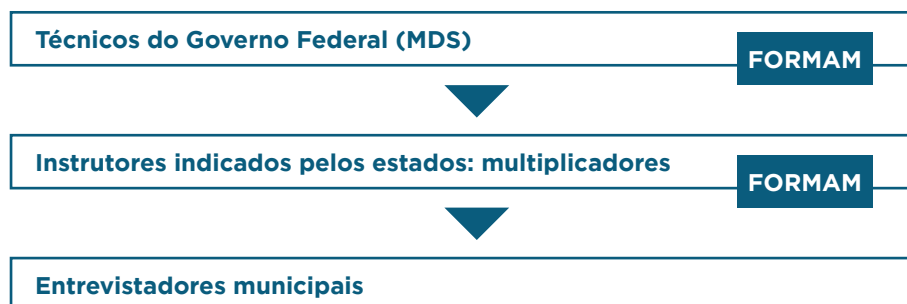 Técnicos do Governo Federal (MDS)
FORMAM
Instrutores indicados pelos estados: multiplicadores
FORMAM
Entrevistadores municipais